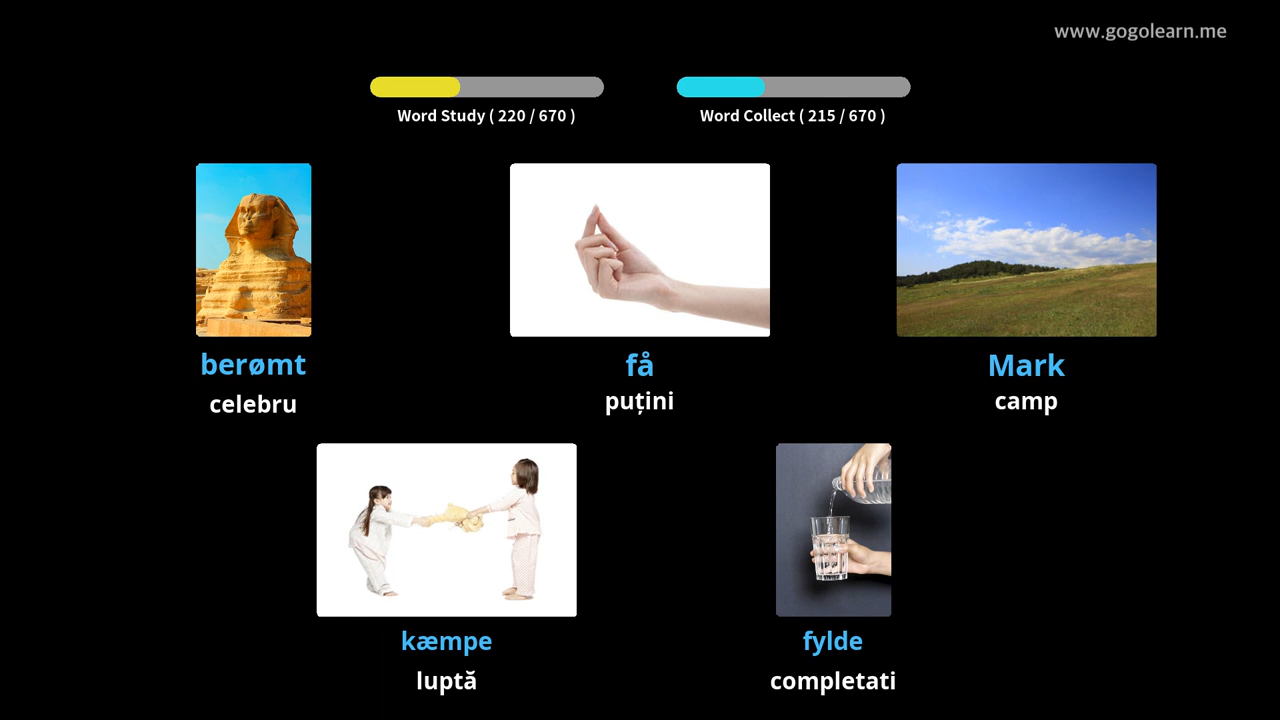 www.gogolearn.me
Word Study ( 220 / 670 )
Word Collect ( 215 / 670 )
berømt
celebru
få
puțini
Mark
camp
kæmpe
luptă
fylde
completati